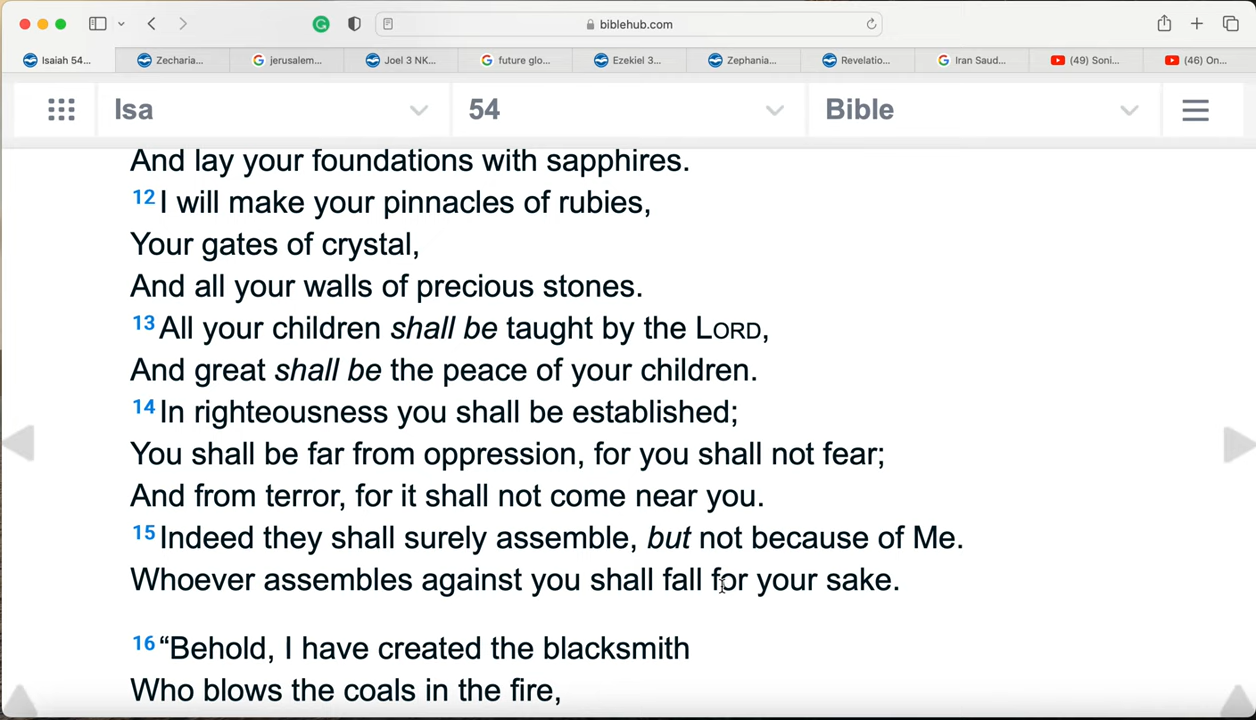 biblehub.com
Isaiah 54... Zecharia... jerusalem... Joel 3 NK... future glo... Ezekiel 3... Zephania... Revelatio... Iran Saud... (49) Soni... (46) On...
Isa 54 Bible
And lay your foundations with sapphires.
12 I will make your pinnacles of rubies,
Your gates of crystal,
And all your walls of precious stones.
13 All your children shall be taught by the LORD,
And great shall be the peace of your children.
14 In righteousness you shall be established;
You shall be far from oppression, for you shall not fear;
And from terror, for it shall not come near you.
15 Indeed they shall surely assemble, but not because of Me.
Whoever assembles against you shall fall for your sake.
16 “Behold, I have created the blacksmith
Who blows the coals in the fire,